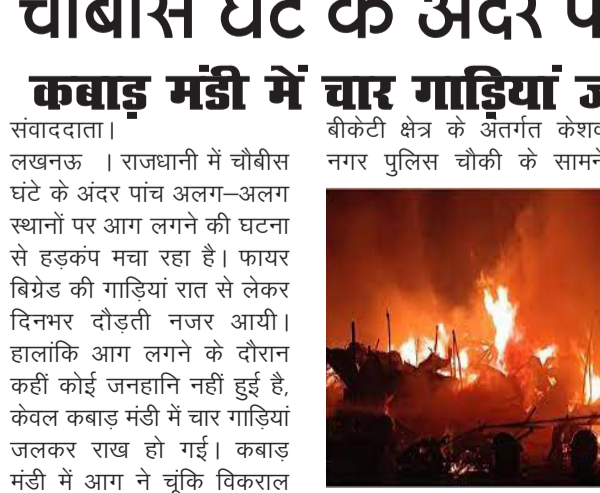 चौबीस घंटे के अंदर
कबाड़ मंडी में चार गाड़ियां
संवाददाता।
लखनऊ । राजधानी में चौबीस
घंटे के अंदर पांच अलग–अलग
स्थानों पर आग लगने की घटना
से हड़कंप मचा रहा है। फायर
बिग्रेड की गाड़ियां रात से लेकर
दिनभर दौड़ती नजर आयी।
हालांकि आग लगने के दौरान
कहीं कोई जनहानि नहीं हुई है,
केवल कबाड़ मंडी में चार गाड़ियां
जलकर राख हो गई। कबाड़
मंडी में आग ने चूंकि विकराल
बीकेटी क्षेत्र के अंतर्गत
नगर पुलिस चौकी के सामने